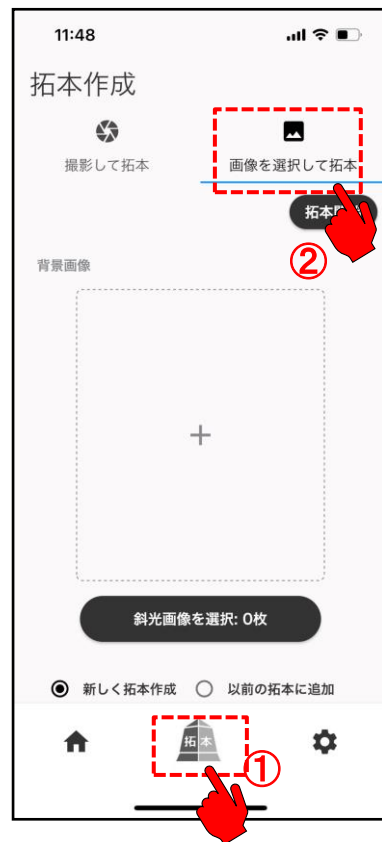 11:48
拓本作成
撮影して拓本
画像を選択して拓本
②
背景画像
斜光画像を選択: 0枚
新しく拓本作成
以前の拓本に追加
拓本
①